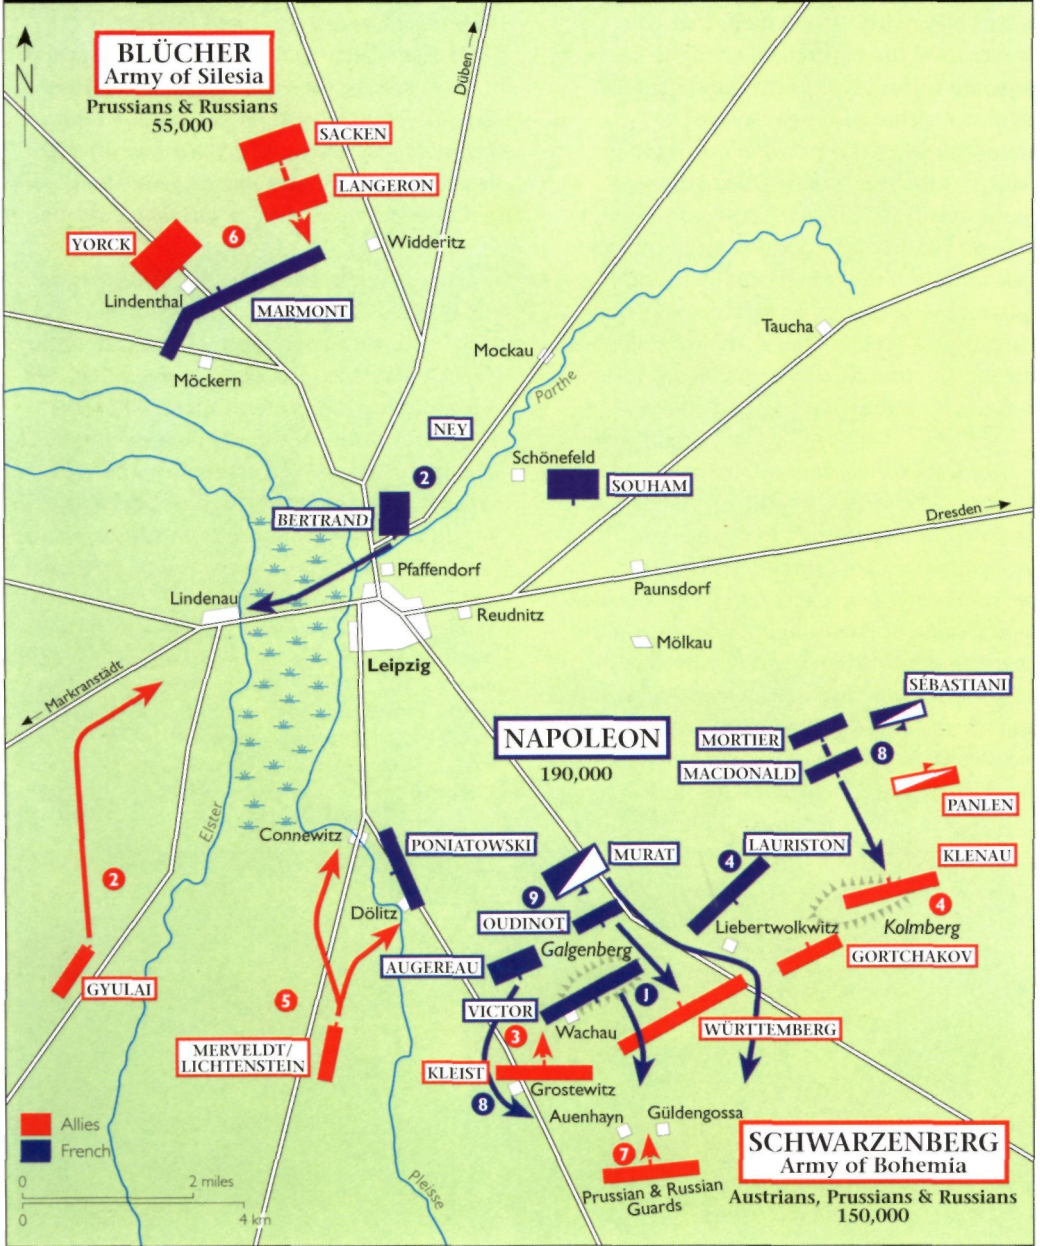 N
BLÜCHER
Army of Silesia
Prussians & Russians
55,000
Düben
SACKEN
LANGERON
YORCK
6
Widderitz
Lindenthal
MARMONT
Möckern
Taucha
Mockau
Parthe
NEY
2
Schönefeld
SOUHAM
BERTRAND
Dresden
Pfaffendorf
Paunsdorf
Lindenau
Reudnitz
Mölkau
Leipzig
Markranstädt
NAPOLEON
190,000
SÉBASTIANI
MORTIER
8
MACDONALD
PANLEN
Elster
Connewitz
PONIATOWSKI
MURAT
LAURISTON
4
KLENAU
2
9
4
Dölitz
OUDINOT
Liebertwolkwitz
Kolmberg
Galgenberg
GORTCHAKOV
AUGEREAU
GYULAI
5
VICTOR
J
Wachau
WÜRTTEMBERG
3
MERVELDT/
LICHTENSTEIN
KLEIST
Grostewitz
8
Auenhayn
Güldengossa
Allies
French
7
SCHWARZENBERG
Army of Bohemia
Austrians, Prussians & Russians
150,000
Prussian & Russian
Guards
Pleisse
0 2 miles
0 4 km